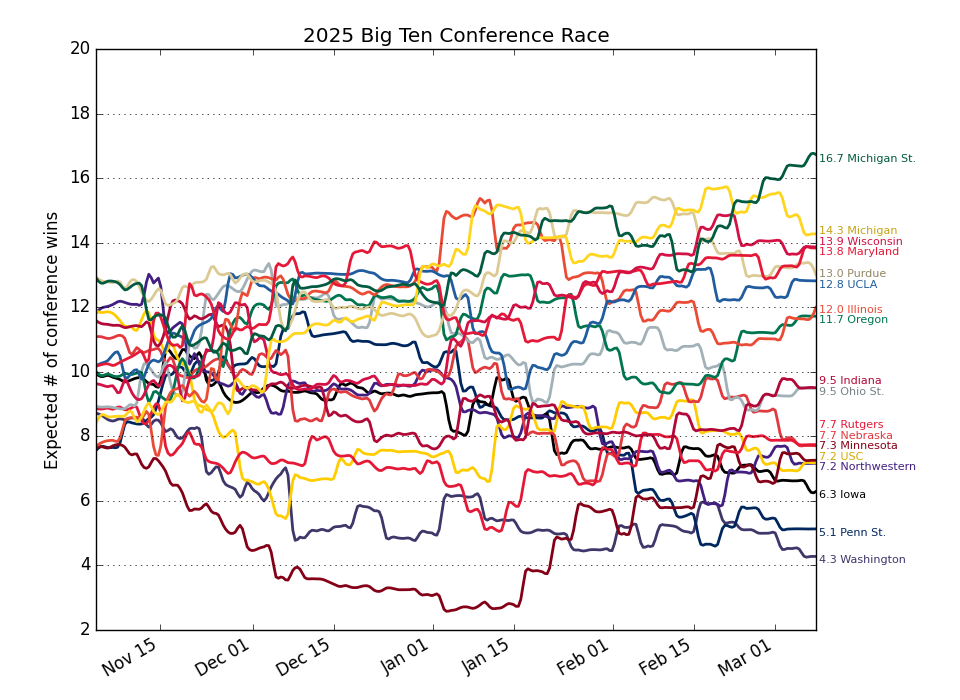 2025 Big Ten Conference Race
Expected # of conference wins
20
18
16
14
12
10
8
6
4
2
16.7 Michigan St.
14.3 Michigan
13.9 Wisconsin
13.8 Maryland
13.0 Purdue
12.8 UCLA
12.0 Illinois
11.7 Oregon
9.5 Indiana
9.5 Ohio St.
7.7 Rutgers
7.7 Nebraska
7.3 Minnesota
7.2 USC
7.2 Northwestern
6.3 Iowa
5.1 Penn St.
4.3 Washington
Nov 15
Dec 01
Dec 15
Jan 01
Jan 15
Feb 01
Feb 15
Mar 01